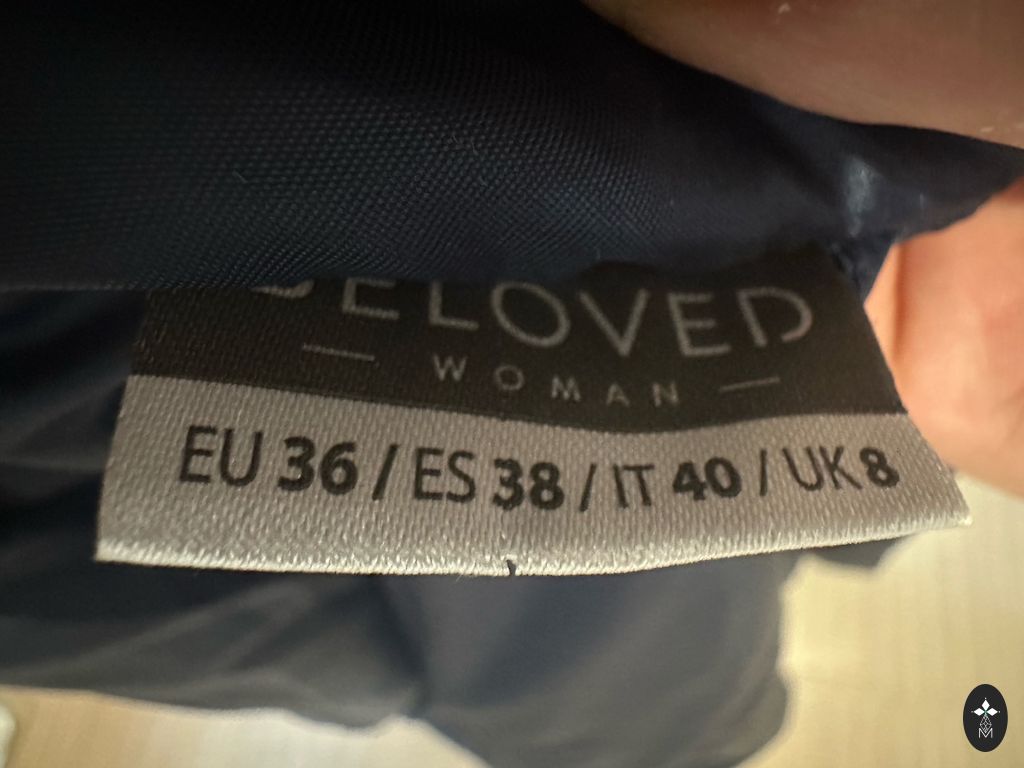 BELOVED
WOMAN
EU 36 / ES 38 / IT 40 / UK 8
M